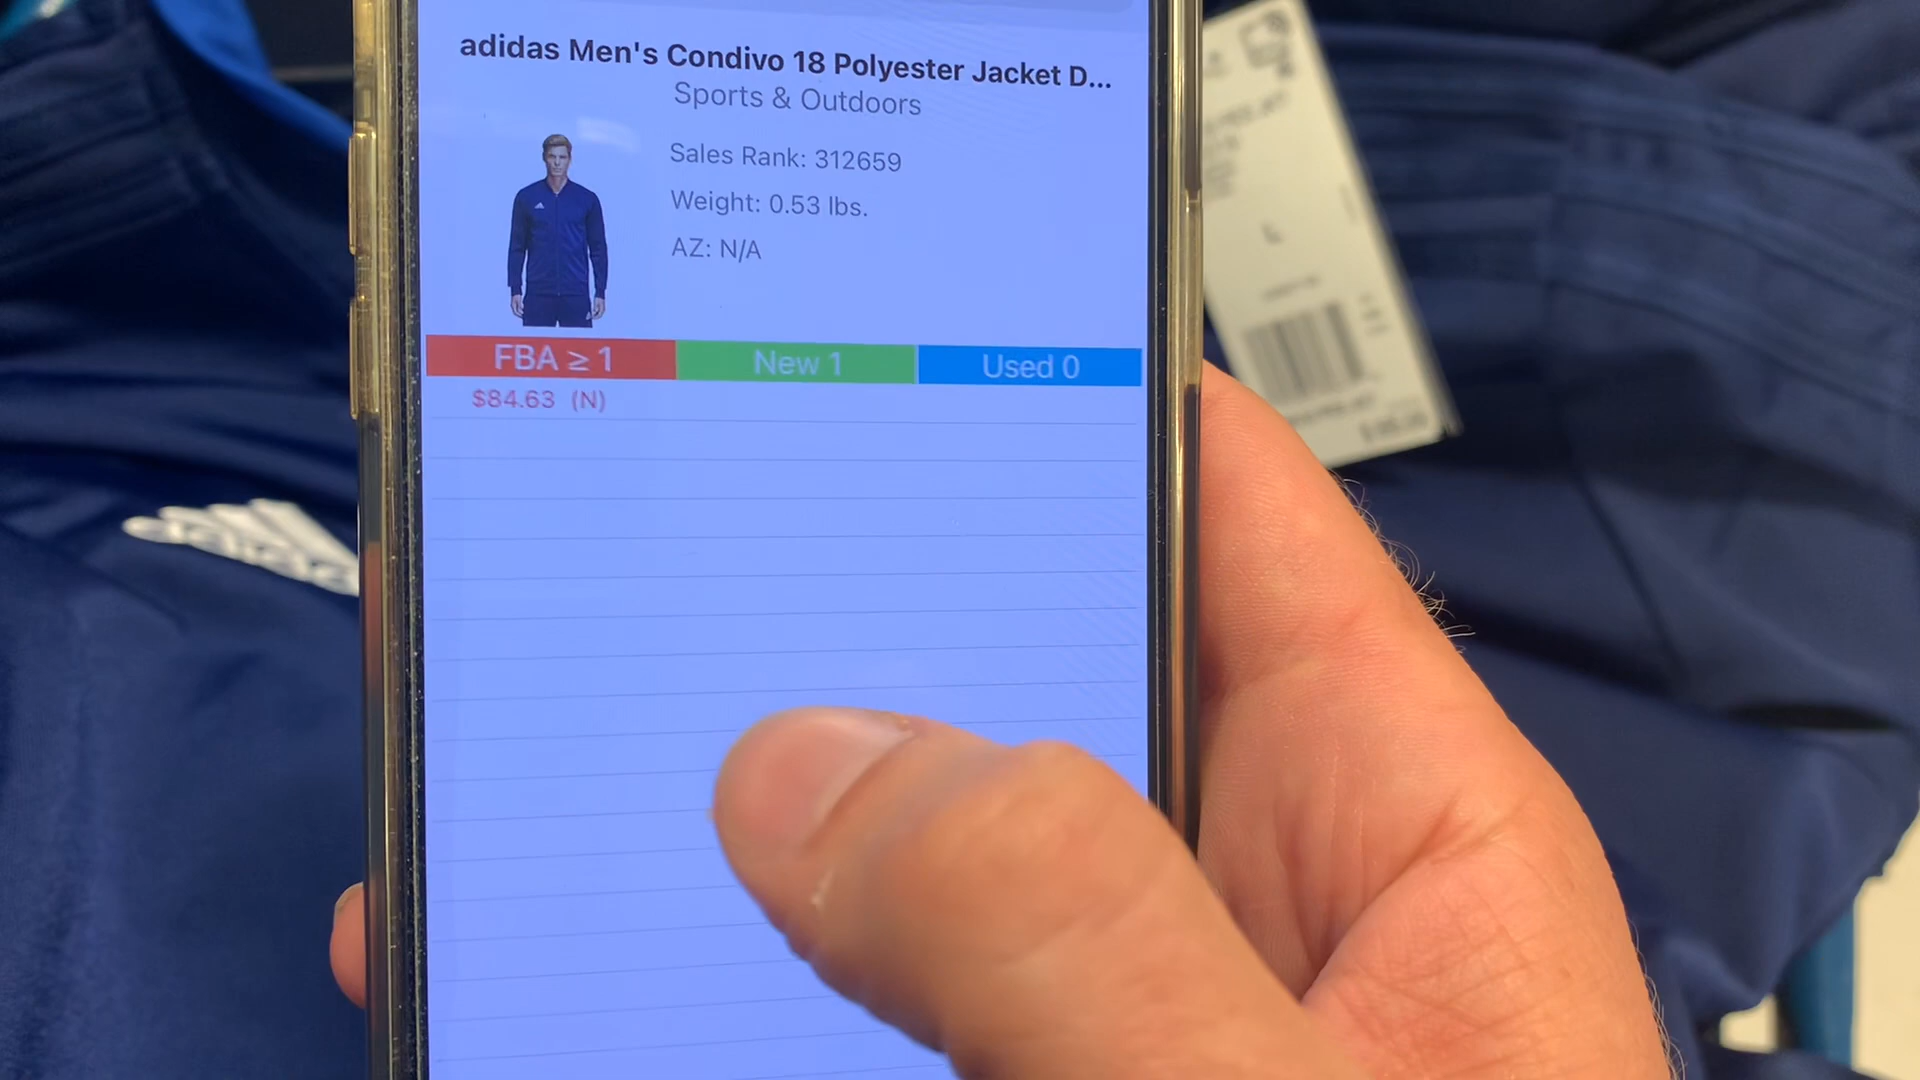 adidas Men's Condivo 18 Polyester Jacket D...
Sports & Outdoors
Sales Rank: 312659
Weight: 0.53 lbs.
AZ: N/A
FBA ≥ 1
New 1
Used 0
$84.63 (N)
L
adidas